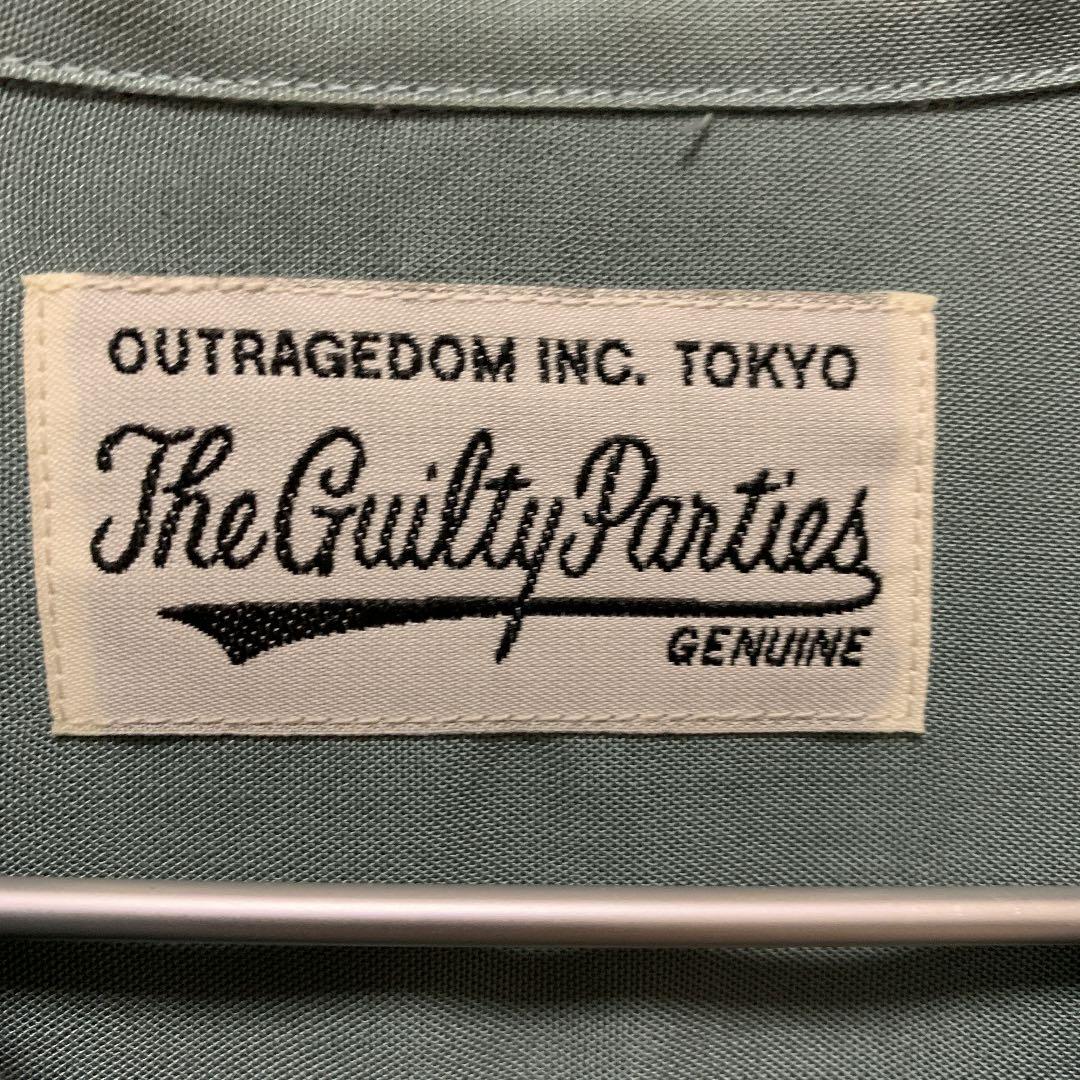 OUTRAGEDOM INC. TOKYO
The Guilty Parties
GENUINE